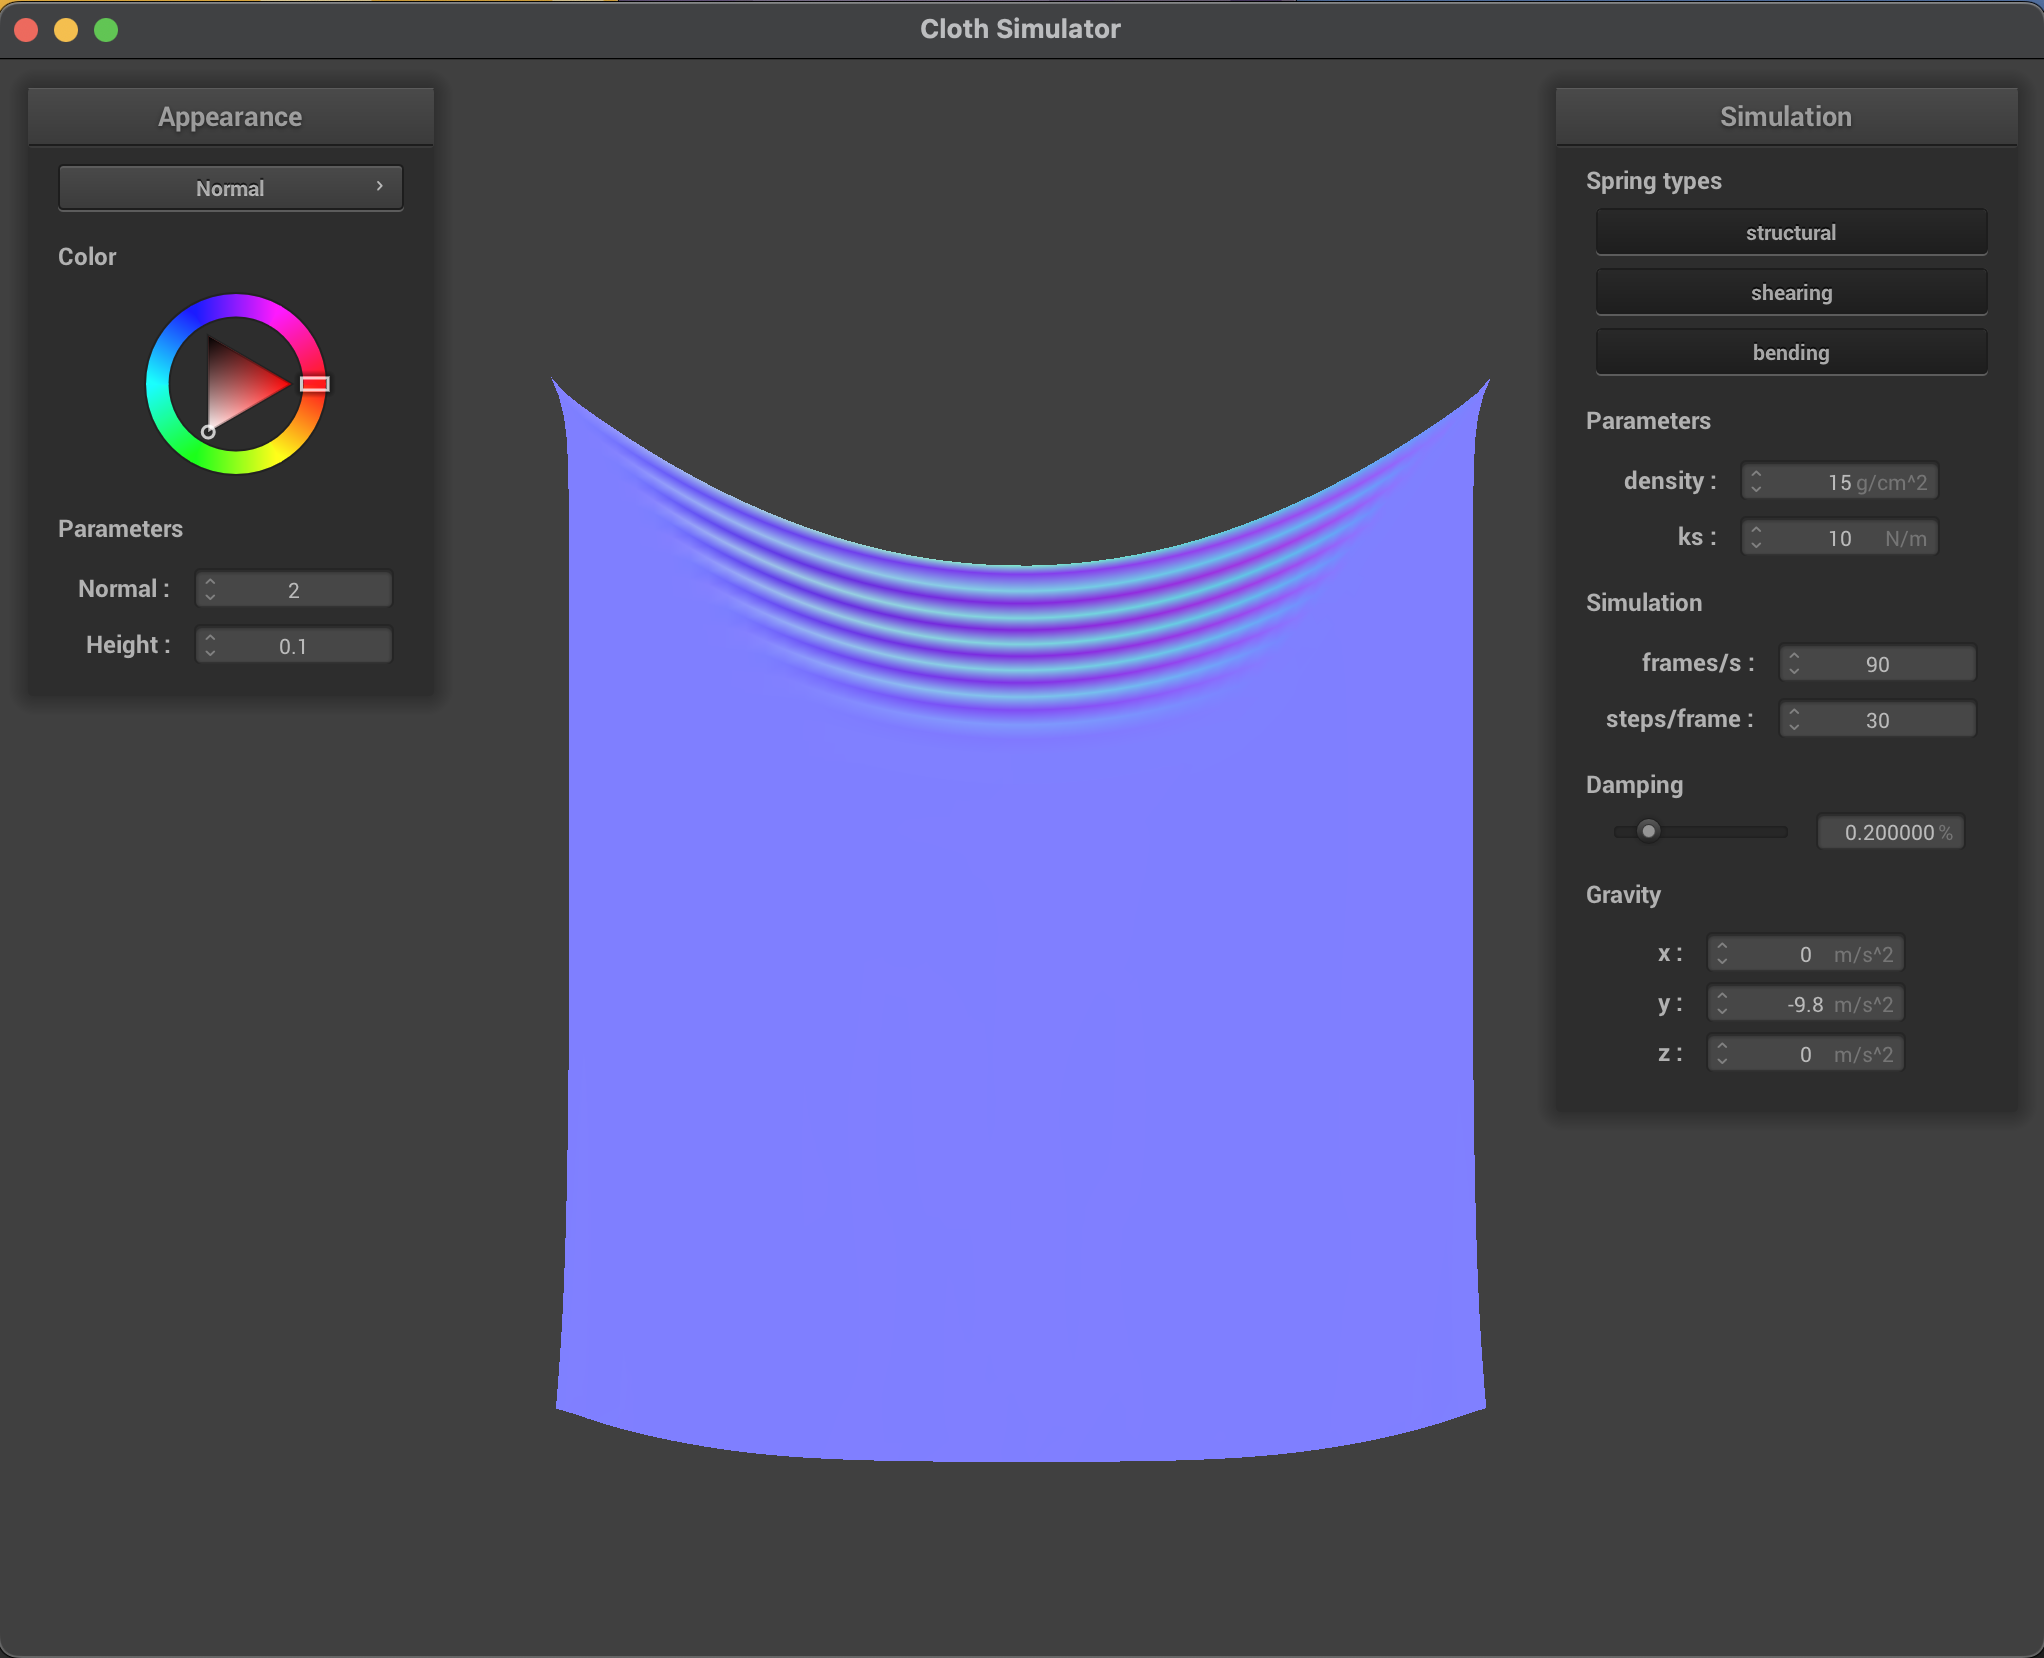 Cloth Simulator
Appearance
Normal
Color
Parameters
Normal : 2
Height : 0.1
Simulation
Spring types
structural
shearing
bending
Parameters
density : 15 g/cm^2
ks : 10 N/m
Simulation
frames/s : 90
steps/frame : 30
Damping
0.200000 %
Gravity
x : 0 m/s^2
y : -9.8 m/s^2
z : 0 m/s^2